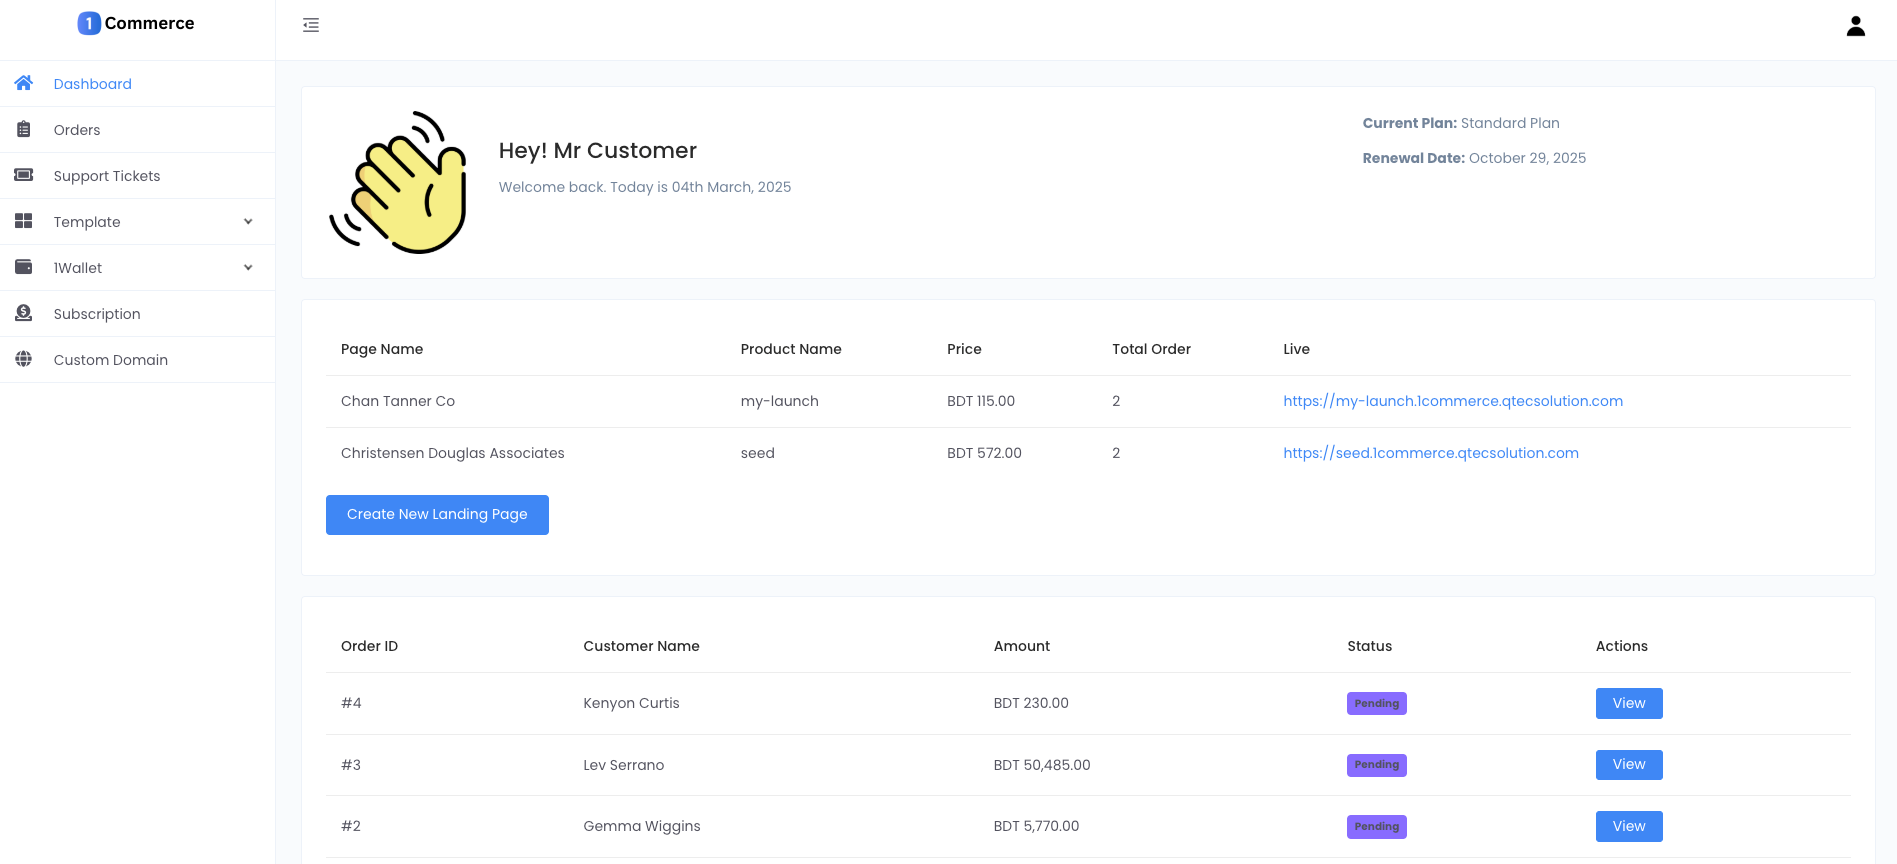 1 Commerce
Dashboard
Orders
Support Tickets
Template
1Wallet
Subscription
Custom Domain
Hey! Mr Customer
Welcome back. Today is 04th March, 2025
Current Plan: Standard Plan
Renewal Date: October 29, 2025
Page Name Product Name Price Total Order Live
Chan Tanner Co my-launch BDT 115.00 2 https://my-launch.1commerce.qtecsolution.com
Christensen Douglas Associates seed BDT 572.00 2 https://seed.1commerce.qtecsolution.com
Create New Landing Page
Order ID Customer Name Amount Status Actions
#4 Kenyon Curtis BDT 230.00 Pending View
#3 Lev Serrano BDT 50,485.00 Pending View
#2 Gemma Wiggins BDT 5,770.00 Pending View